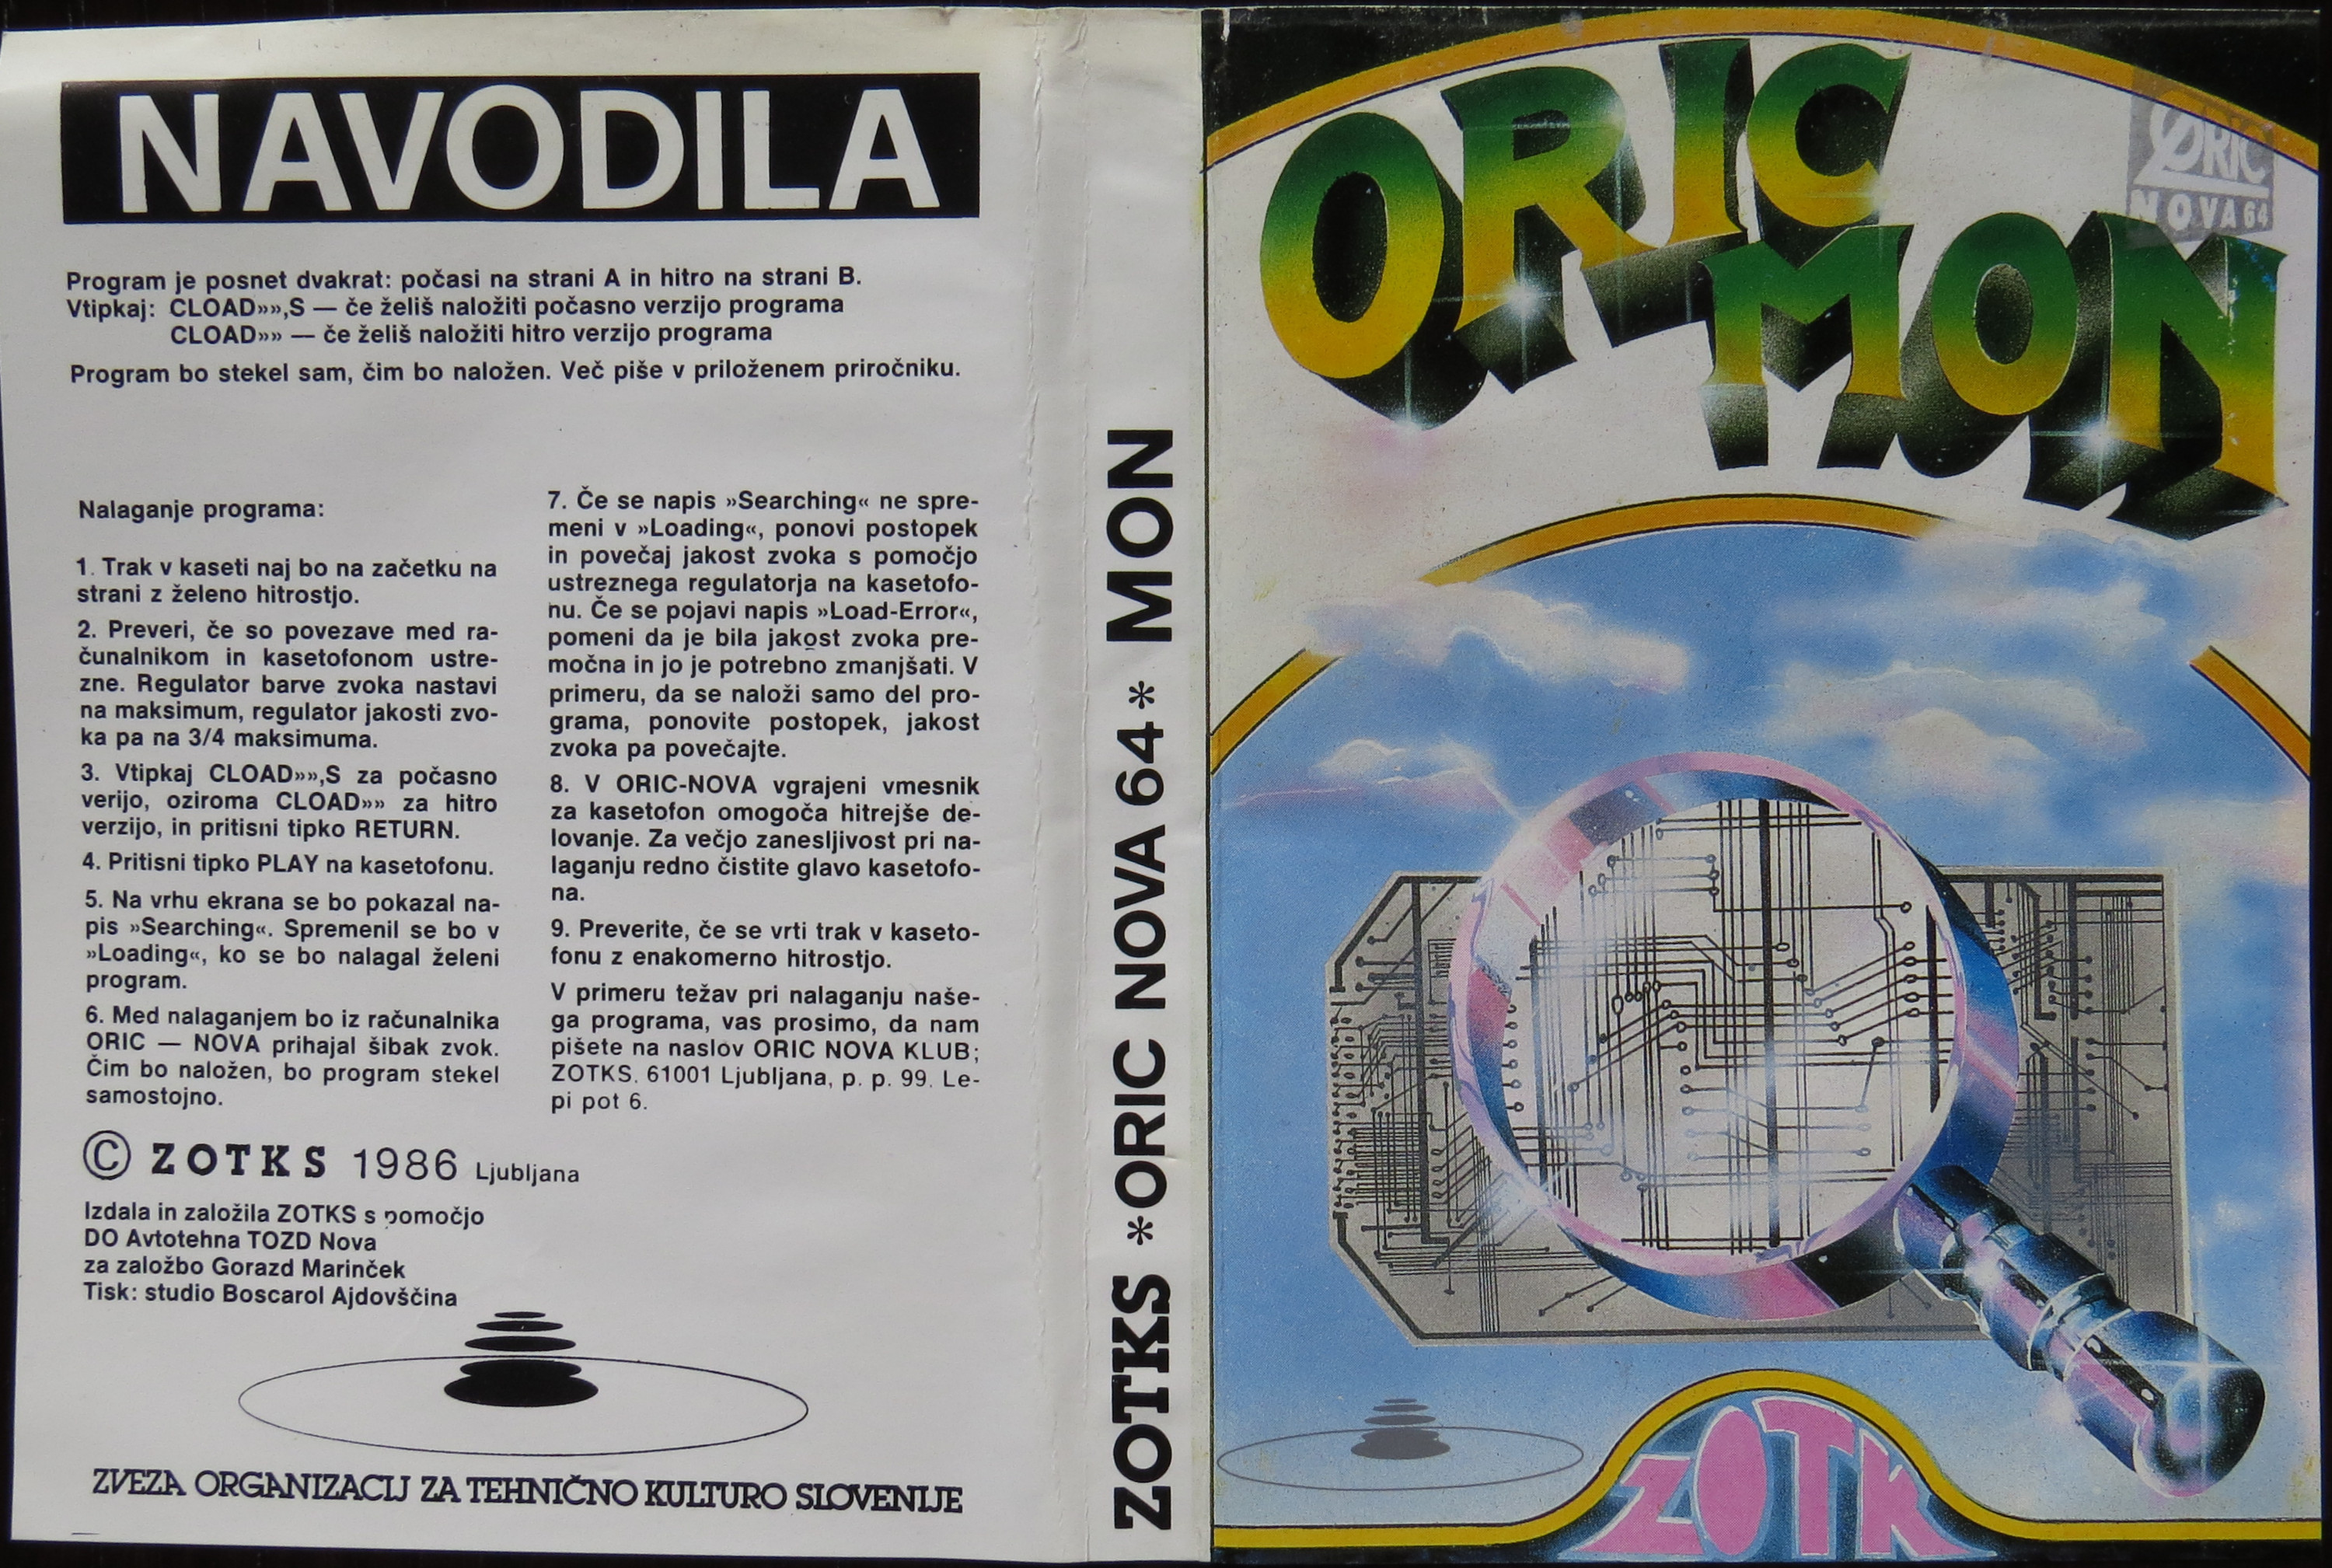 NAVODILA
Program je posnet dvakrat: počasi na strani A in hitro na strani B.
Vtipkaj: CLOAD»»,S — če želiš naložiti počasno verzijo programa
CLOAD»» — če želiš naložiti hitro verzijo programa
Program bo stekel sam, čim bo naložen. Več piše v priloženem priročniku.
Nalaganje programa:
1. Trak v kaseti naj bo na začetku na
strani z želeno hitrostjo.
2. Preveri, če so povezave med ra-
čunalnikom in kasetofonom ustre-
zne. Regulator barve zvoka nastavi
na maksimum, regulator jakosti zvo-
ka pa na 3/4 maksimuma.
3. Vtipkaj CLOAD»»,S za počasno
verijo, oziroma CLOAD»» za hitro
verzijo, in pritisni tipko RETURN.
4. Pritisni tipko PLAY na kasetofonu.
5. Na vrhu ekrana se bo pokazal na-
pis »Searching«. Spremenil se bo v
»Loading«, ko se bo nalagal želeni
program.
6. Med nalaganjem bo iz računalnika
ORIC — NOVA prihajal šibak zvok.
Čim bo naložen, bo program stekel
samostojno.
7. Če se napis »Searching« ne spre-
meni v »Loading«, ponovi postopek
in povečaj jakost zvoka s pomočjo
ustreznega regulatorja na kasetofo-
nu. Če se pojavi napis »Load-Error«,
pomeni da je bila jakost zvoka pre-
močna in jo je potrebno zmanjšati. V
primeru, da se naloži samo del pro-
grama, ponovite postopek, jakost
zvoka pa povečajte.
8. V ORIC-NOVA vgrajeni vmesnik
za kasetofon omogoča hitrejše de-
lovanje. Za večjo zanesljivost pri na-
laganju redno čistite glavo kasetofo-
na.
9. Preverite, če se vrti trak v kaseto-
fonu z enakomerno hitrostjo.
V primeru težav pri nalaganju naše-
ga programa, vas prosimo, da nam
pišete na naslov ORIC NOVA KLUB;
ZOTKS. 61001 Ljubljana, p. p. 99. Le-
pi pot 6.
© ZOTKS 1986 Ljubljana
Izdala in založila ZOTKS s pomočjo
DO Avtotehna TOZD Nova
za založbo Gorazd Marinček
Tisk: studio Boscarol Ajdovščina
ZVEZA ORGANIZACIJ ZA TEHNIČNO KULTURO SLOVENIJE
ZOTKS *ORIC NOVA 64* MON
ORIC
MON
ORIC
NOVA 64
ZOTK